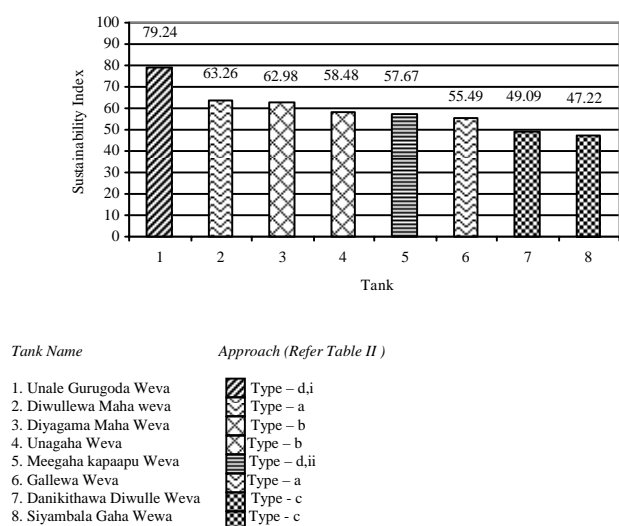 100
90
80
70
60
50
40
30
20
10
0
Sustainability Index
79.24 63.26 62.98 58.48 57.67 55.49 49.09 47.22
1 2 3 4 5 6 7 8
Tank
Tank Name Approach (Refer Table II )
1. Unale Gurugoda Weva Type – d,i
2. Diwullewa Maha weva Type – a
3. Diyagama Maha Weva Type – b
4. Unagaha Weva Type – b
5. Meegaha kapaapu Weva Type – d,ii
6. Gallewa Weva Type – a
7. Danikithawa Diwulle Weva Type - c
8. Siyambala Gaha Wewa Type - c